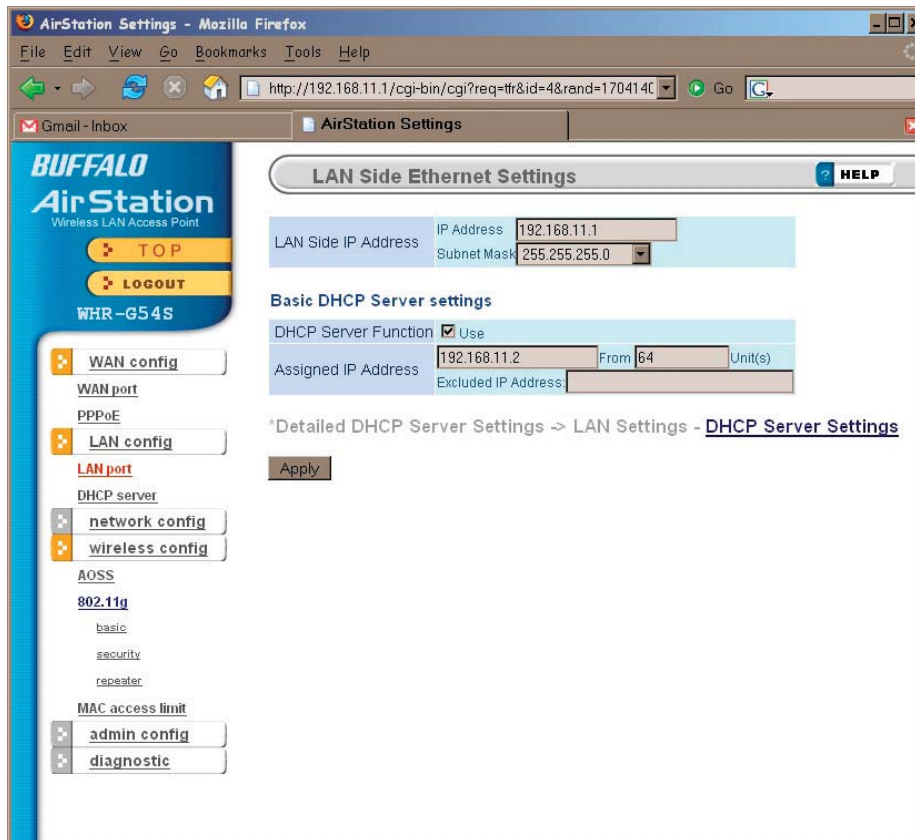 AirStation Settings - Mozilla Firefox
File Edit View Go Bookmarks Tools Help
http://192.168.11.1/cgi-bin/cgi?req=tfr&id=4&rand=1704140 Go G
Gmail - Inbox AirStation Settings
BUFFALO
AirStation
Wireless LAN Access Point
TOP
LOGOUT
WHR-G54S
WAN config
WAN port
PPPoE
LAN config
LAN port
DHCP server
network config
wireless config
AOSS
802.11g
basic
security
repeater
MAC access limit
admin config
diagnostic
LAN Side Ethernet Settings ? HELP
LAN Side IP Address IP Address 192.168.11.1
Subnet Mask 255.255.255.0
Basic DHCP Server settings
DHCP Server Function Use
Assigned IP Address 192.168.11.2 From 64 Unit(s)
Excluded IP Address:
*Detailed DHCP Server Settings -> LAN Settings - DHCP Server Settings
Apply